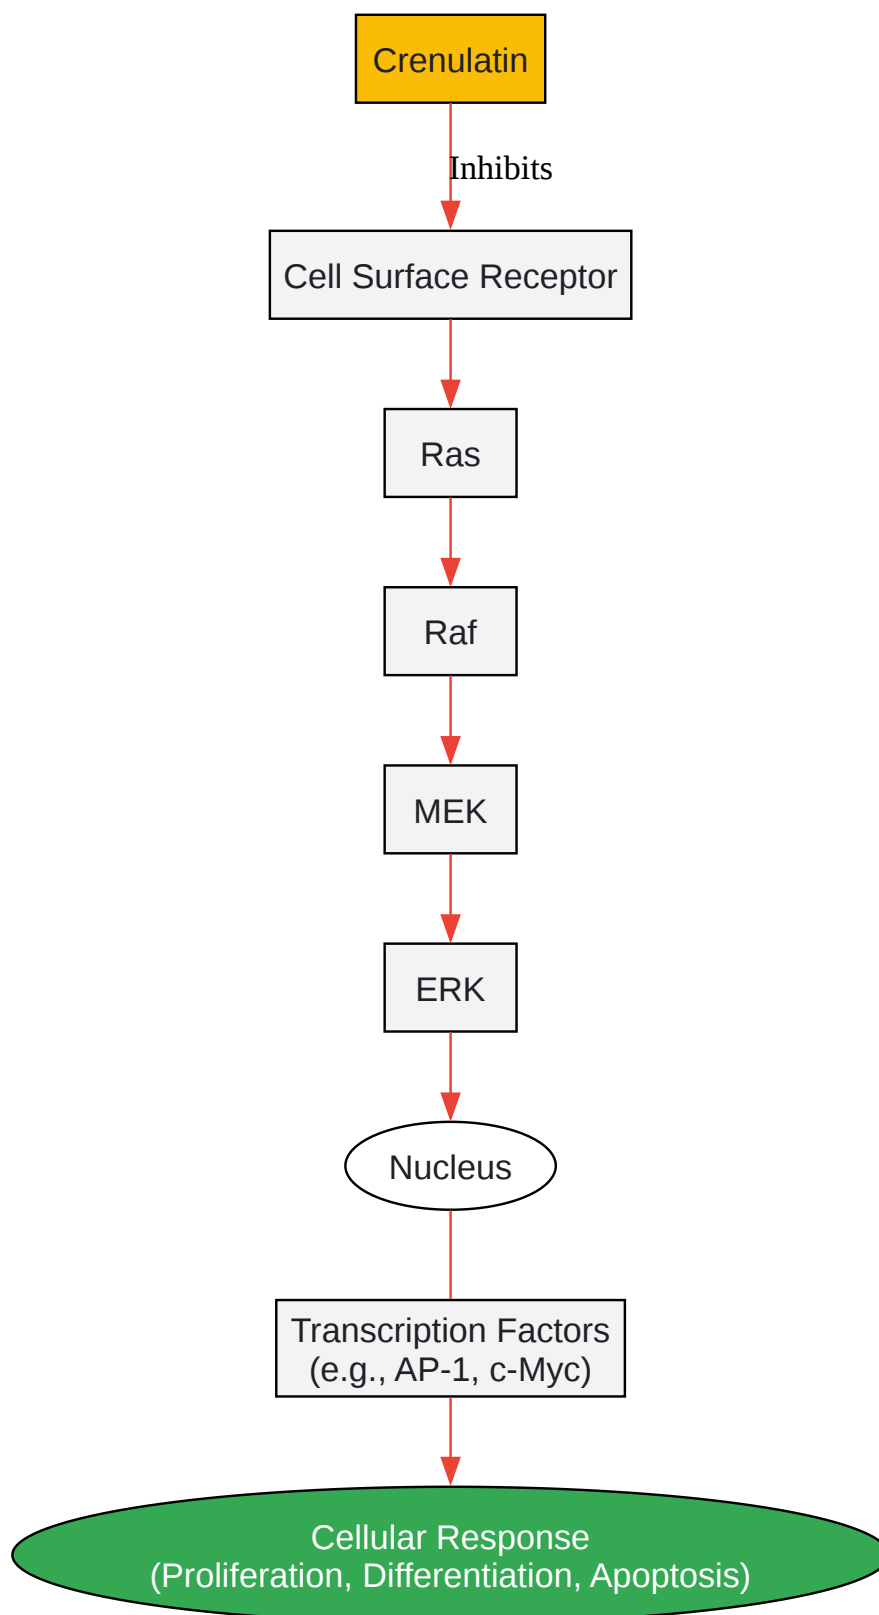 Crenulatin
Inhibits
Cell Surface Receptor
Ras
Raf
MEK
ERK
Nucleus
Transcription Factors
(e.g., AP-1, c-Myc)
Cellular Response
(Proliferation, Differentiation, Apoptosis)